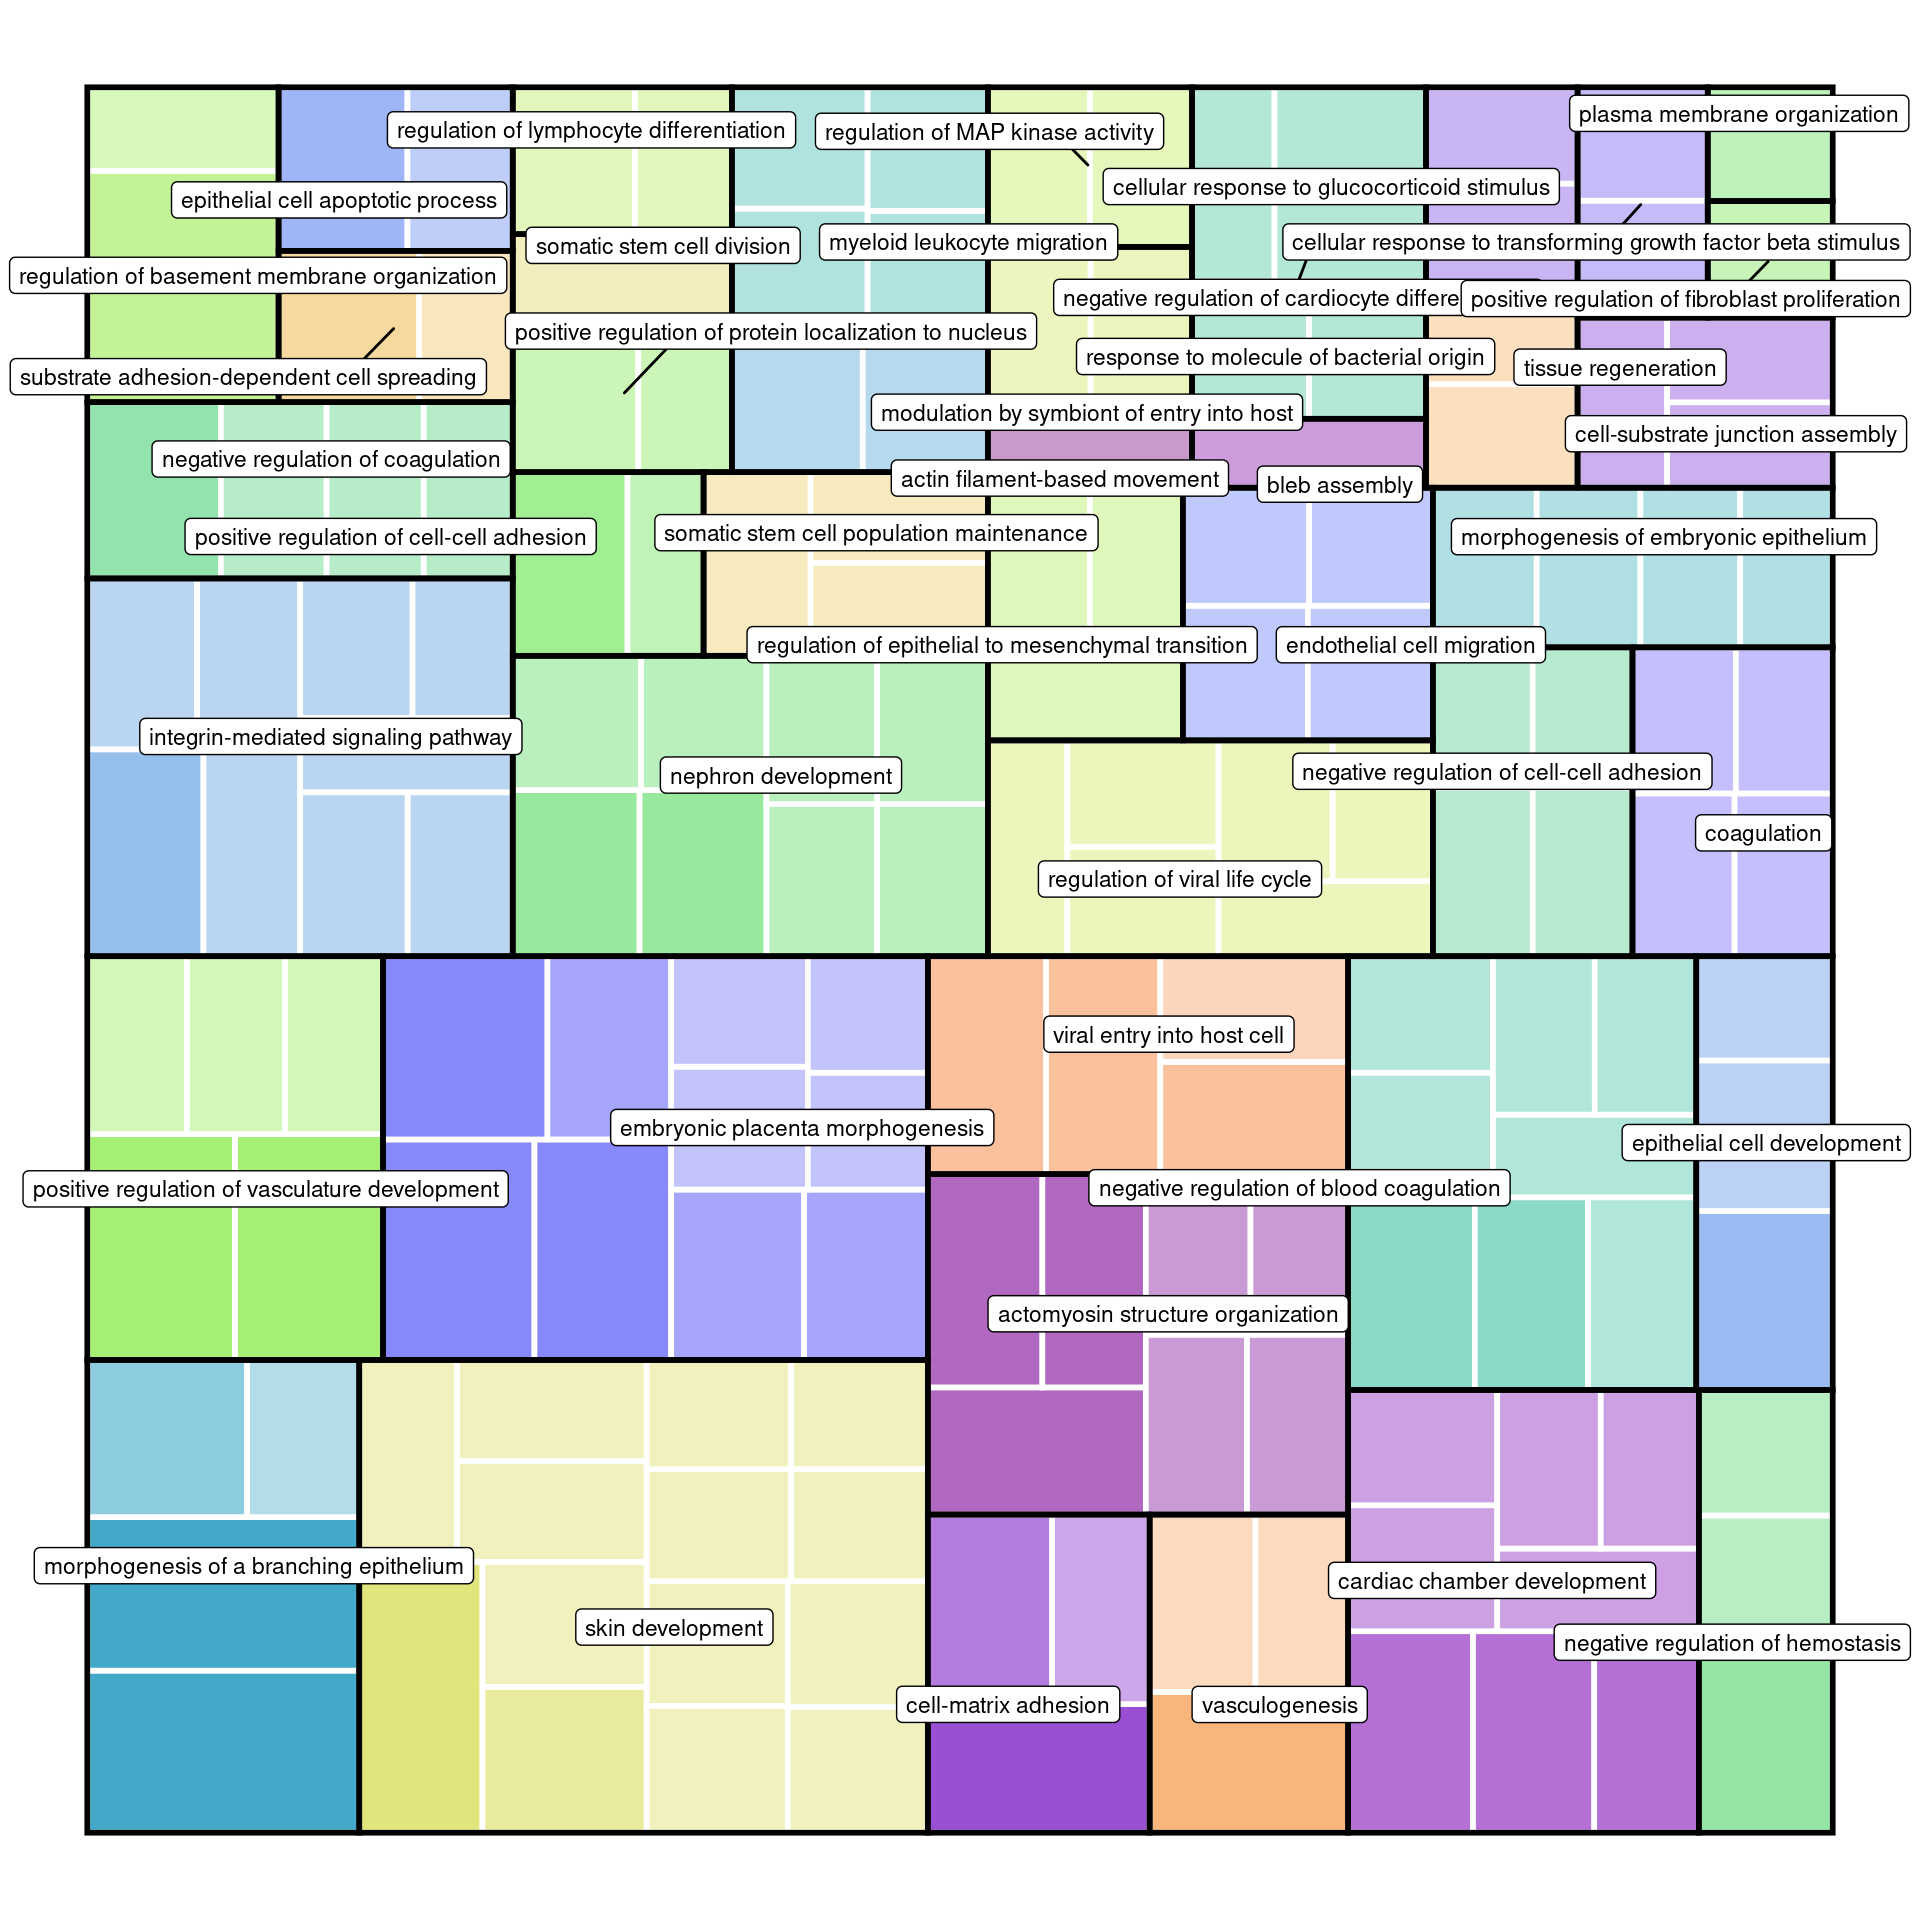 plasma membrane organization
regulation of lymphocyte differentiation
regulation of MAP kinase activity
cellular response to glucocorticoid stimulus
epithelial cell apoptotic process
somatic stem cell division
myeloid leukocyte migration
cellular response to transforming growth factor beta stimulus
regulation of basement membrane organization
negative regulation of cardiocyte differe
positive regulation of fibroblast proliferation
positive regulation of protein localization to nucleus
response to molecule of bacterial origin
tissue regeneration
substrate adhesion-dependent cell spreading
modulation by symbiont of entry into host
cell-substrate junction assembly
negative regulation of coagulation
actin filament-based movement
bleb assembly
positive regulation of cell-cell adhesion
somatic stem cell population maintenance
morphogenesis of embryonic epithelium
regulation of epithelial to mesenchymal transition
endothelial cell migration
integrin-mediated signaling pathway
nephron development
negative regulation of cell-cell adhesion
coagulation
regulation of viral life cycle
viral entry into host cell
embryonic placenta morphogenesis
epithelial cell development
positive regulation of vasculature development
negative regulation of blood coagulation
actomyosin structure organization
morphogenesis of a branching epithelium
cardiac chamber development
skin development
negative regulation of hemostasis
cell-matrix adhesion
vasculogenesis